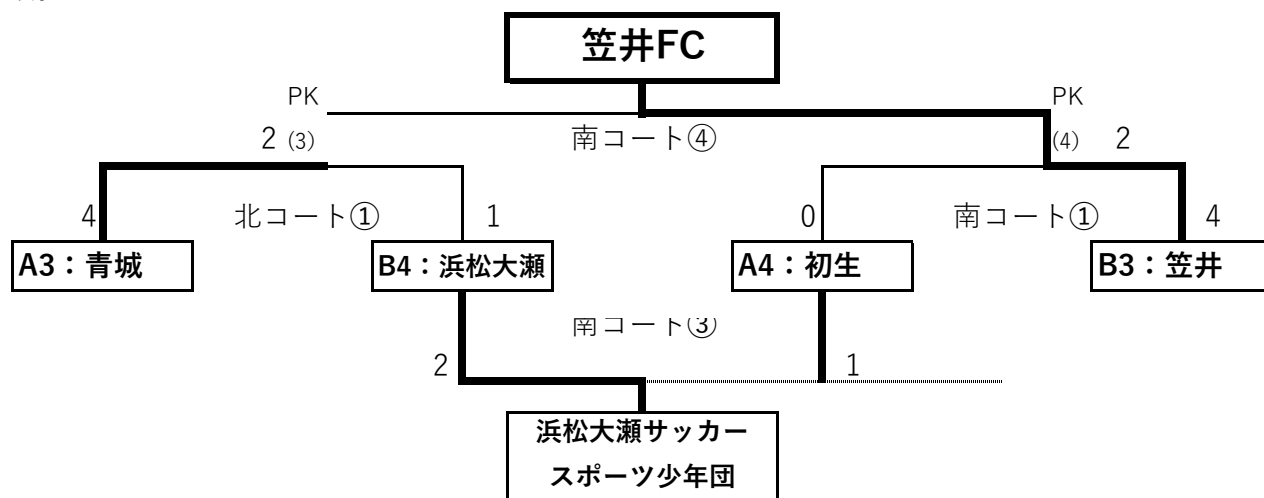 笠井FC
PK
PK
2 (3)
南コート④
(4) 2
4
北コート①
1
0
南コート①
4
A3：青城
B4：浜松大瀬
A4：初生
B3：笠井
南コート③
2
1
浜松大瀬サッカー
スポーツ少年団